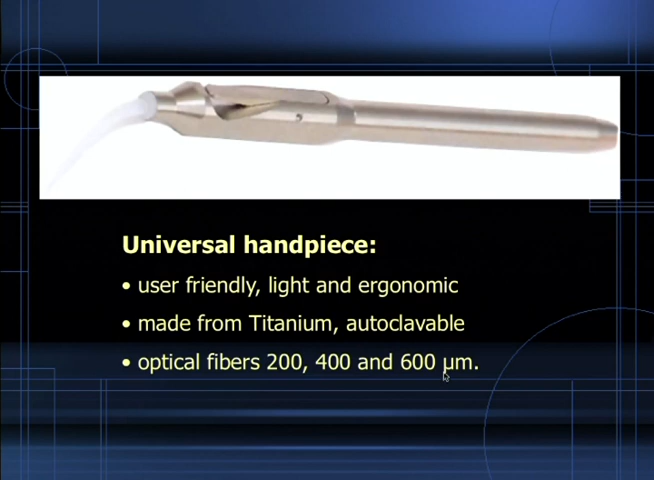 Universal handpiece:
• user friendly, light and ergonomic
• made from Titanium, autoclavable
• optical fibers 200, 400 and 600 µm.